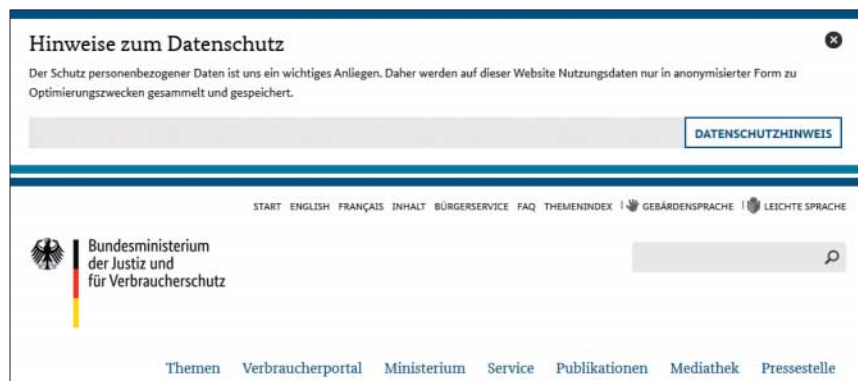 Hinweise zum Datenschutz
Der Schutz personenbezogener Daten ist uns ein wichtiges Anliegen. Daher werden auf dieser Website Nutzungsdaten nur in anonymisierter Form zu
Optimierungszwecken gesammelt und gespeichert.
DATENSCHUTZHINWEIS
START ENGLISH FRANÇAIS INHALT BÜRGERSERVICE FAQ THEMENINDEX | GEBÄRDENSPRACHE | LEICHTE SPRACHE
Bundesministerium
der Justiz und
für Verbraucherschutz
Themen Verbraucherportal Ministerium Service Publikationen Mediathek Pressestelle